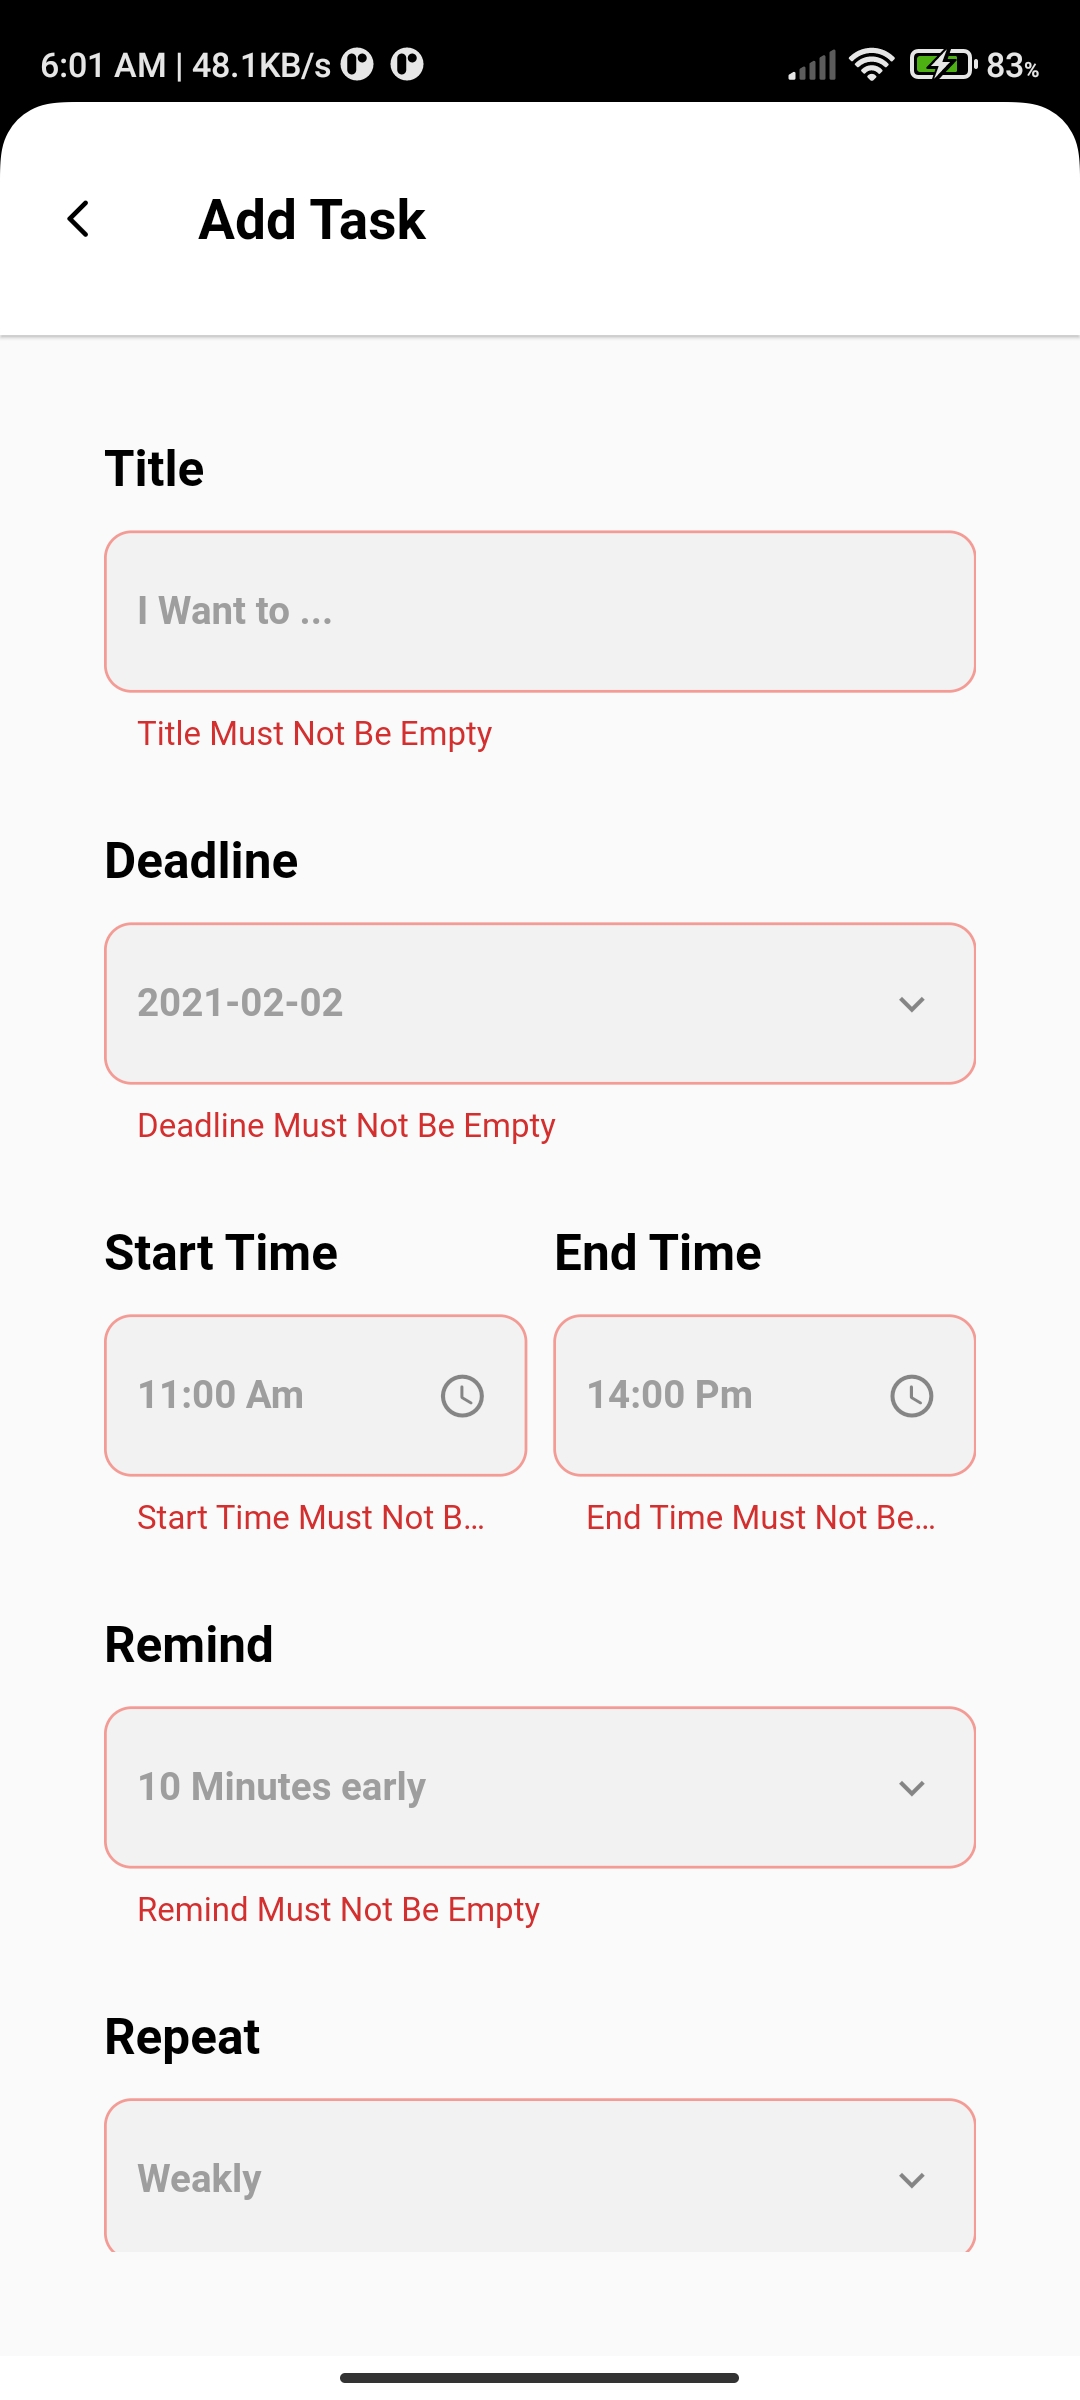 6:01 AM | 48.1KB/s 83%
Add Task
Title
I Want to ...
Title Must Not Be Empty
Deadline
2021-02-02
Deadline Must Not Be Empty
Start Time End Time
11:00 Am 14:00 Pm
Start Time Must Not B... End Time Must Not Be...
Remind
10 Minutes early
Remind Must Not Be Empty
Repeat
Weakly